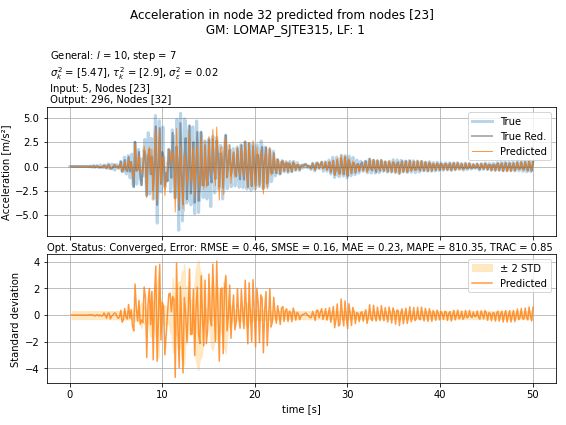 Acceleration in node 32 predicted from nodes [23]
GM: LOMAP_SJTE315, LF: 1
General: l = 10, step = 7
σ²ₖ = [5.47], τ²ₖ = [2.9], σ²ε = 0.02
Input: 5, Nodes [23]
Output: 296, Nodes [32]
5.0
2.5
0.0
−2.5
−5.0
Acceleration [m/s²]
True
True Red.
Predicted
Opt. Status: Converged, Error: RMSE = 0.46, SMSE = 0.16, MAE = 0.23, MAPE = 810.35, TRAC = 0.85
4
2
0
−2
−4
Standard deviation
± 2 STD
Predicted
0 10 20 30 40 50
time [s]